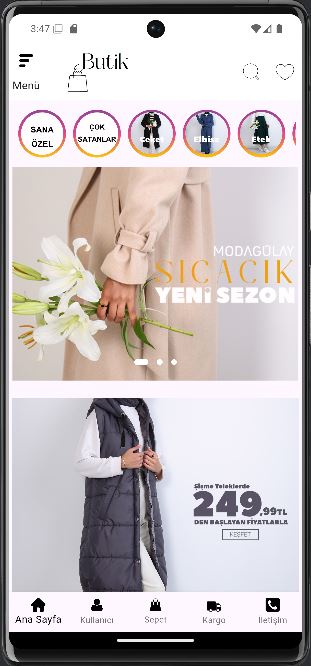 3:47
Butik
Menü
SANA
ÖZEL
ÇOK
SATANLAR
Ceket
Elbise
Etek
MODAGÜLAY
SICACIK
YENİ SEZON
Şişme Yeleklerde
249,99TL
DEN BAŞLAYAN FİYATLARLA
KEŞFET
Ana Sayfa
Kullanıcı
Sepet
Kargo
İletişim